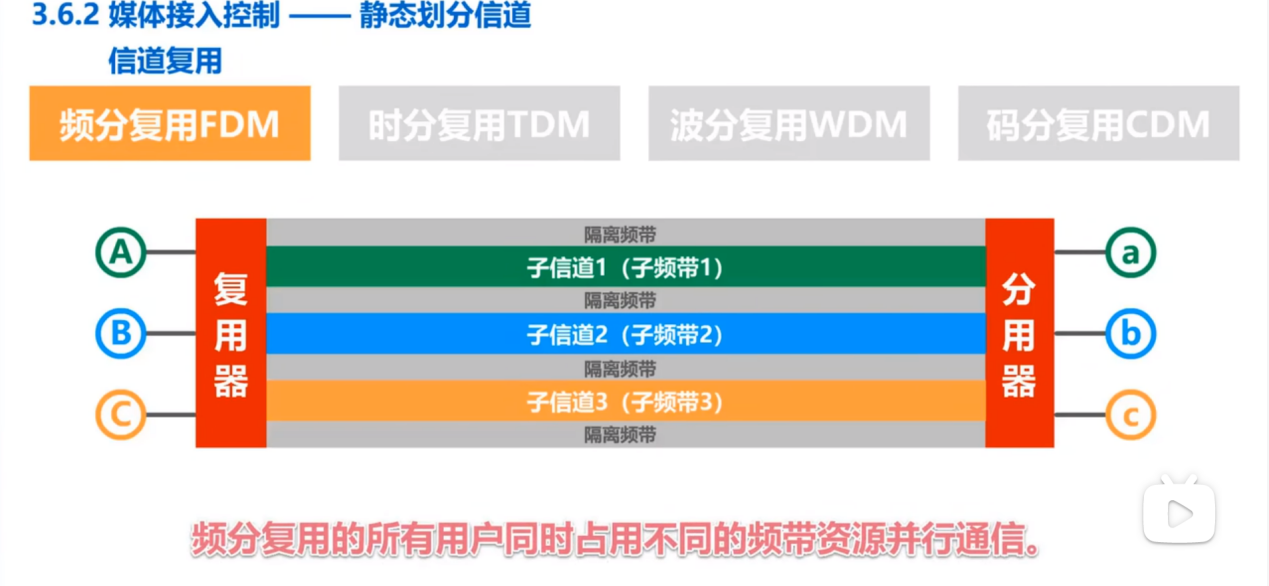 3.6.2 媒体接入控制 —— 静态划分信道
信道复用
频分复用FDM
时分复用TDM
波分复用WDM
码分复用CDM
隔离频带
A
子信道1（子频带1）
a
隔离频带
复用器
B
子信道2（子频带2）
分用器
b
隔离频带
C
子信道3（子频带3）
c
隔离频带
频分复用的所有用户同时占用不同的频带资源并行通信。